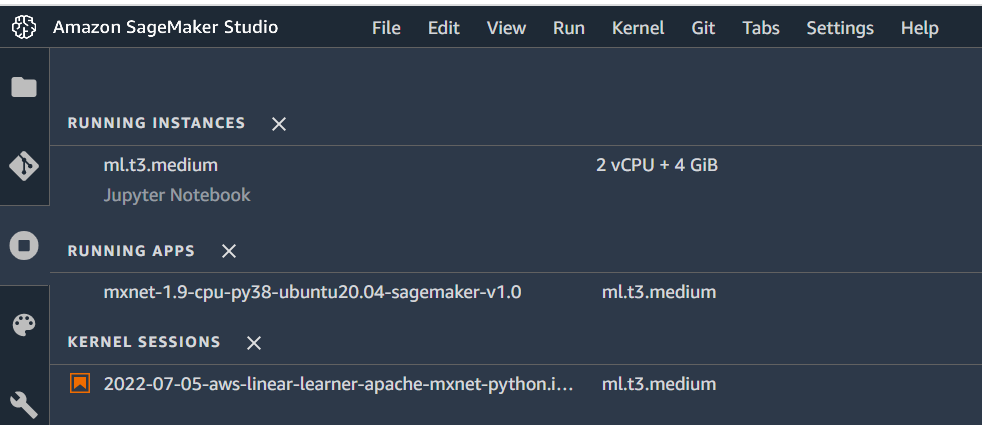 Amazon SageMaker Studio File Edit View Run Kernel Git Tabs Settings Help
RUNNING INSTANCES
ml.t3.medium 2 vCPU + 4 GiB
Jupyter Notebook
RUNNING APPS
mxnet-1.9-cpu-py38-ubuntu20.04-sagemaker-v1.0 ml.t3.medium
KERNEL SESSIONS
2022-07-05-aws-linear-learner-apache-mxnet-python.i... ml.t3.medium